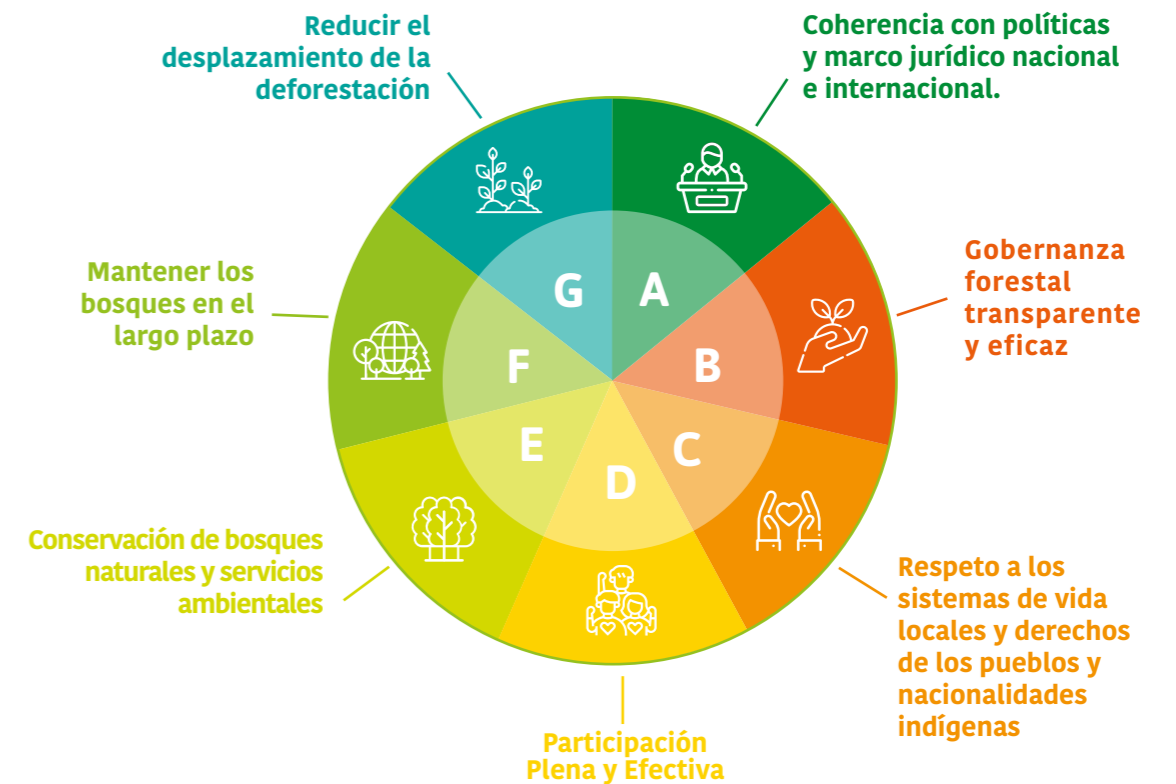 Reducir el
desplazamiento de la
deforestación
Coherencia con políticas
y marco jurídico nacional
e internacional.
Mantener los
bosques en el
largo plazo
Gobernanza
forestal
transparente
y eficaz
G
A
F
B
E
C
D
Conservación de bosques
naturales y servicios
ambientales
Respeto a los
sistemas de vida
locales y derechos
de los pueblos y
nacionalidades
indígenas
Participación
Plena y Efectiva